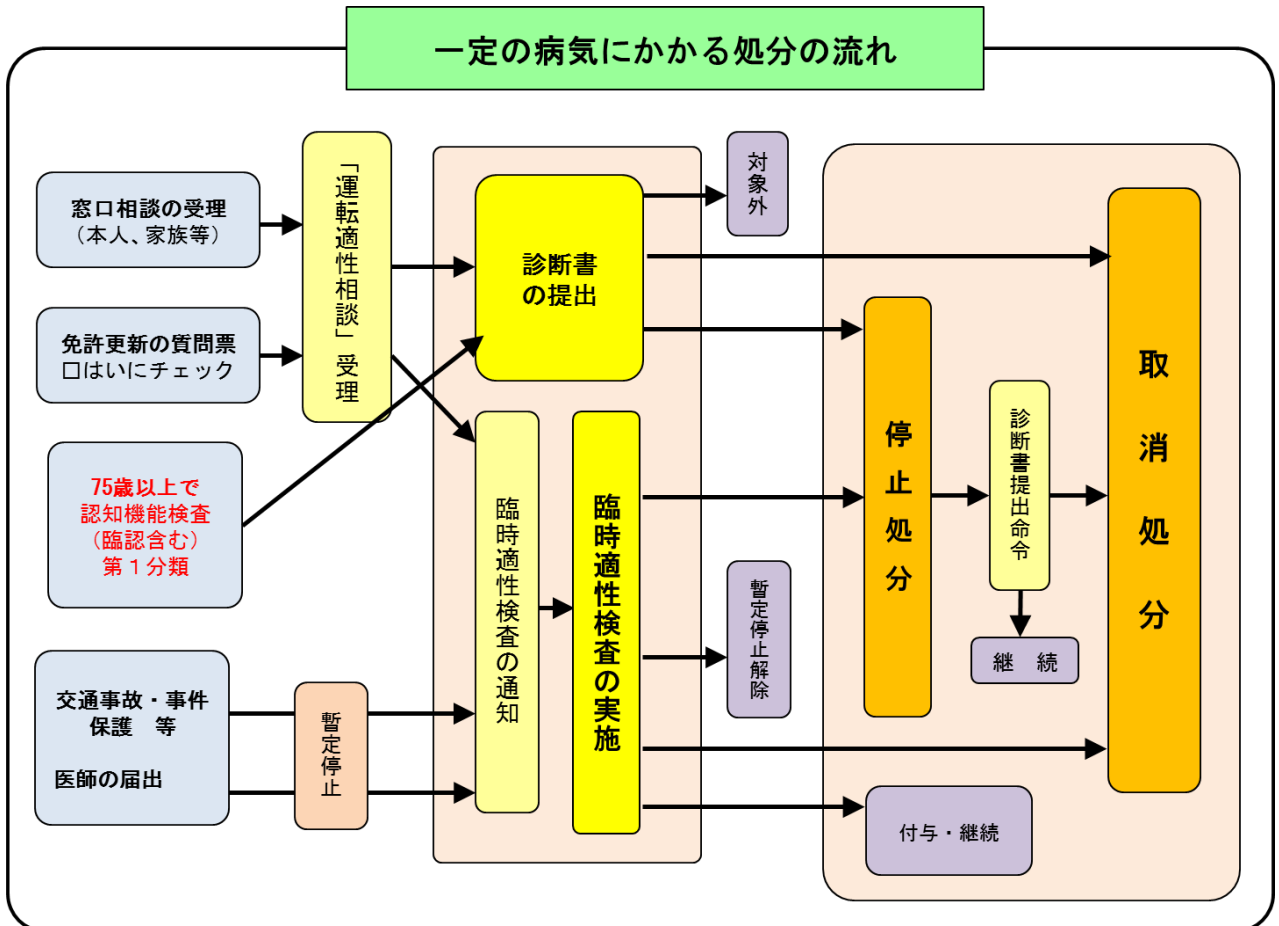 一定の病気にかかる処分の流れ
窓口相談の受理
（本人、家族等）
免許更新の質問票
□はいにチェック
75歳以上で
認知機能検査
（臨認含む）
第１分類
交通事故・事件
保護　等
医師の届出
「運転適性相談」受理
暫定停止
診断書
の提出
臨時適性検査の通知
臨時適性検査の実施
対象外
暫定停止解除
停止処分
診断書提出命令
継　続
付与・継続
取消処分